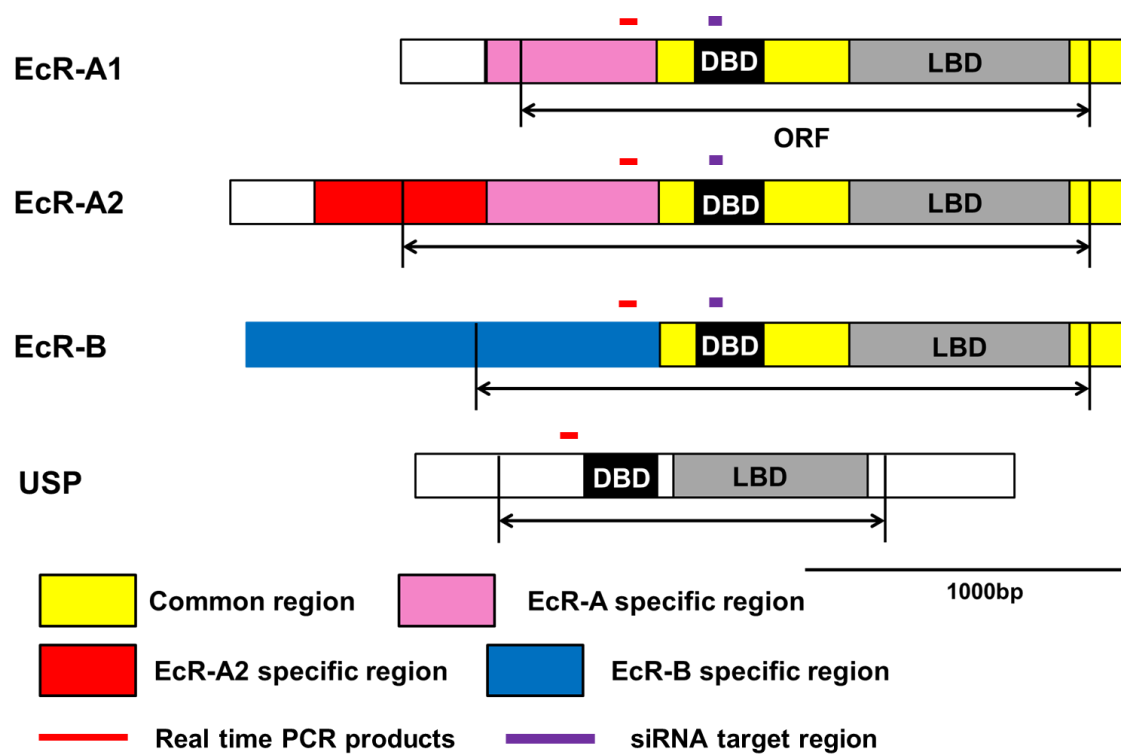 EcR-A1
DBD
LBD
ORF
EcR-A2
DBD
LBD
EcR-B
DBD
LBD
USP
DBD
LBD
1000bp
Common region
EcR-A specific region
EcR-A2 specific region
EcR-B specific region
Real time PCR products
siRNA target region